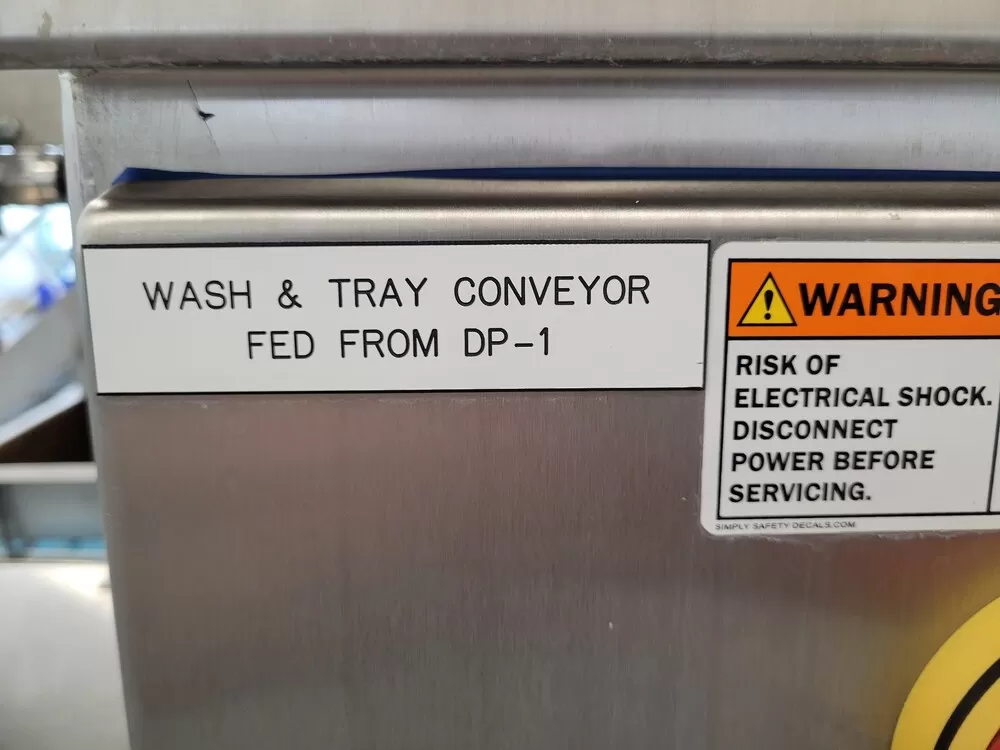 WASH & TRAY CONVEYOR
FED FROM DP-1
WARNING
RISK OF
ELECTRICAL SHOCK.
DISCONNECT
POWER BEFORE
SERVICING.
SIMPLY SAFETY DECALS.COM